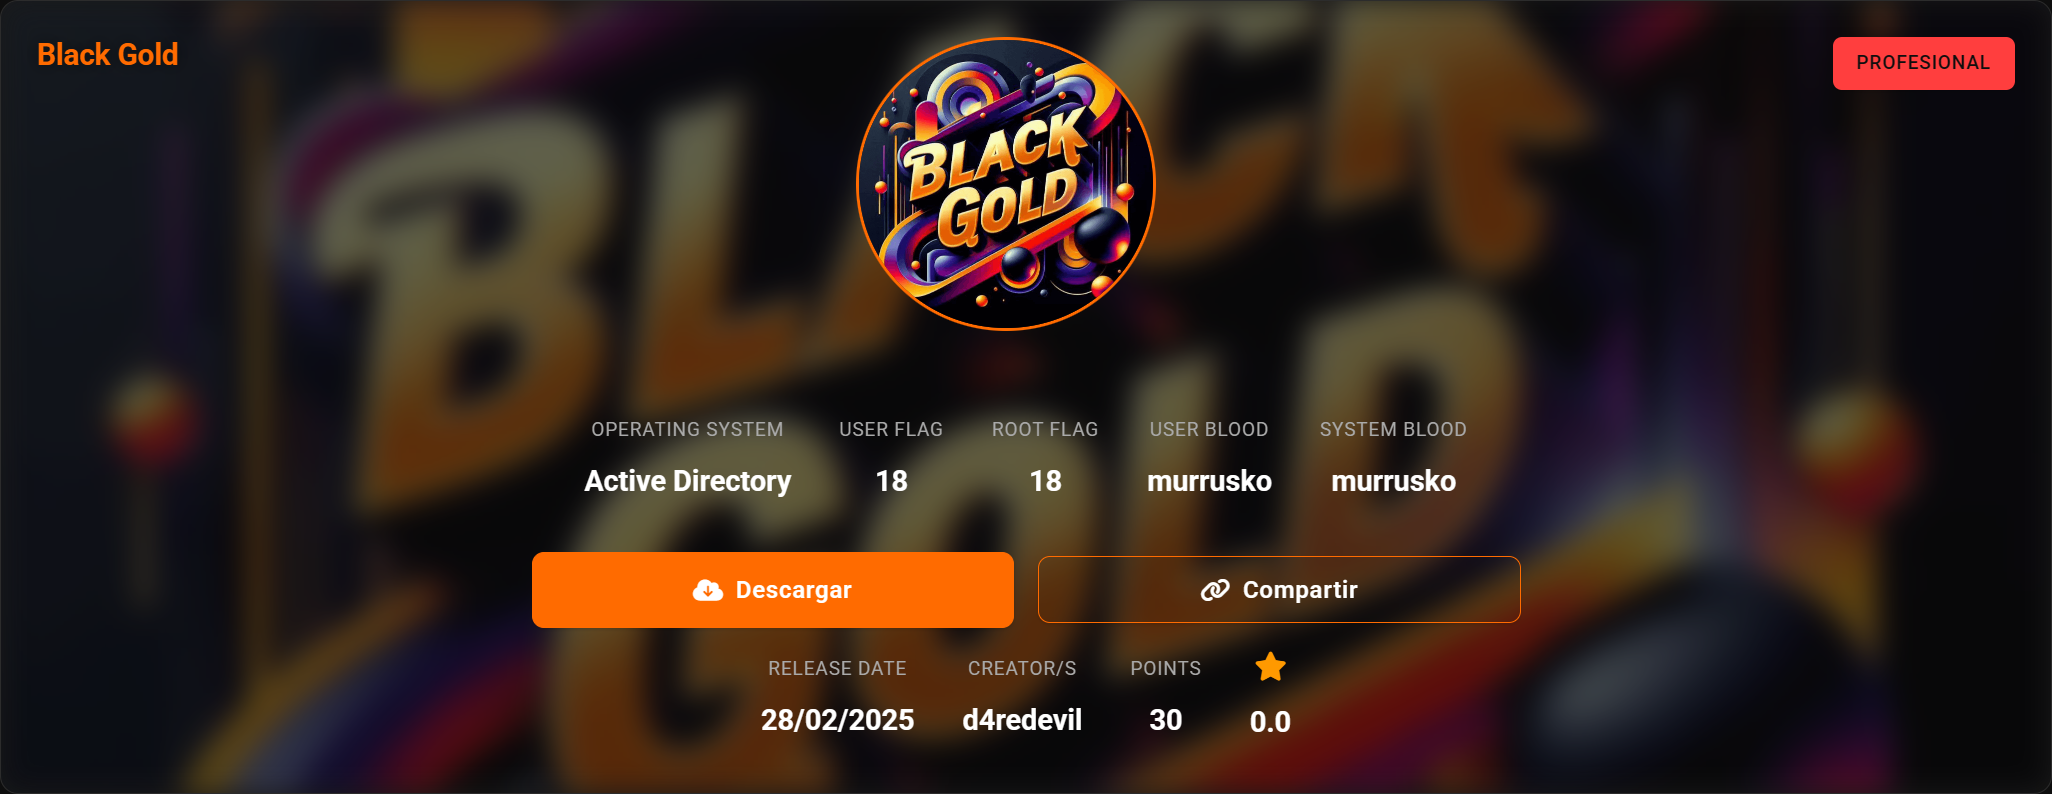 Black Gold
PROFESIONAL
BLACK
GOLD
OPERATING SYSTEM USER FLAG ROOT FLAG USER BLOOD SYSTEM BLOOD
Active Directory 18 18 murrusko murrusko
Descargar Compartir
RELEASE DATE CREATOR/S POINTS
28/02/2025 d4redevil 30 0.0